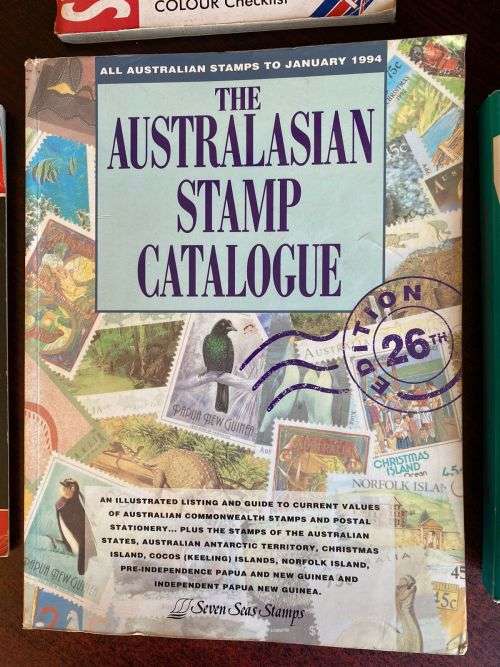 COLOUR Checklist
ALL AUSTRALIAN STAMPS TO JANUARY 1994
THE
AUSTRALASIAN
STAMP
CATALOGUE
EDITION
26TH
PAPUA NEW GUINEA
CHRISTMAS
ISLAND
NORFOLK ISLA
AN ILLUSTRATED LISTING AND GUIDE TO CURRENT VALUES
OF AUSTRALIAN COMMONWEALTH STAMPS AND POSTAL
STATIONERY... PLUS THE STAMPS OF THE AUSTRALIAN
STATES, AUSTRALIAN ANTARCTIC TERRITORY, CHRISTMAS
ISLAND, COCOS (KEELING) ISLANDS, NORFOLK ISLAND,
PRE-INDEPENDENCE PAPUA AND NEW GUINEA AND
INDEPENDENT PAPUA NEW GUINEA.
Seven Seas Stamps